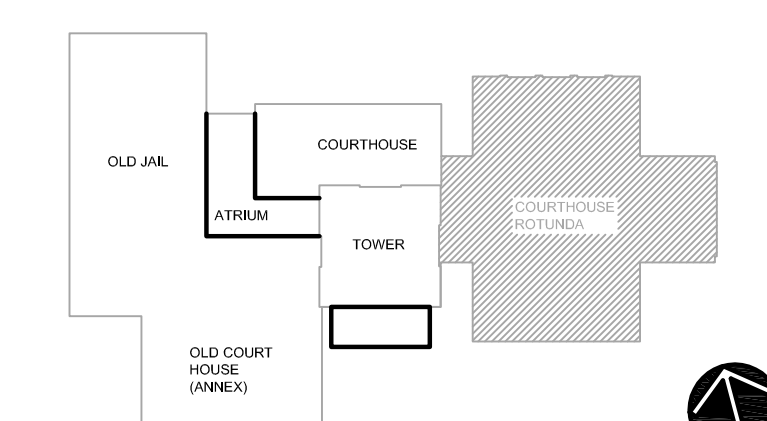 COURTHOUSE
OLD JAIL
ATRIUM
COURTHOUSE
ROTUNDA
TOWER
OLD COURT
HOUSE
(ANNEX)